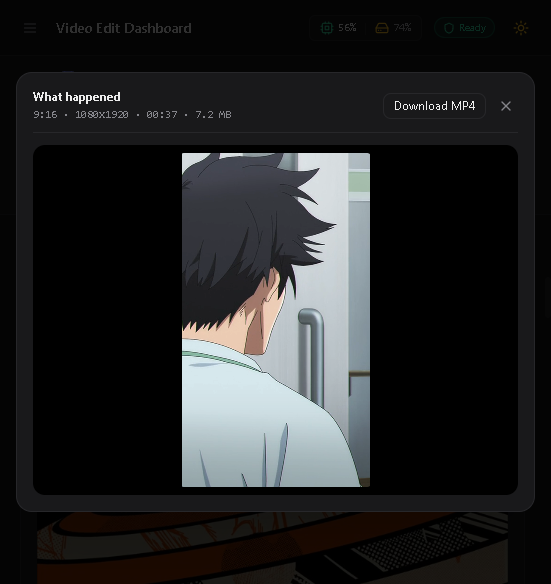 Video Edit Dashboard
56%
74%
Ready
What happened
9:16 • 1080x1920 • 00:37 • 7.2 MB
Download MP4